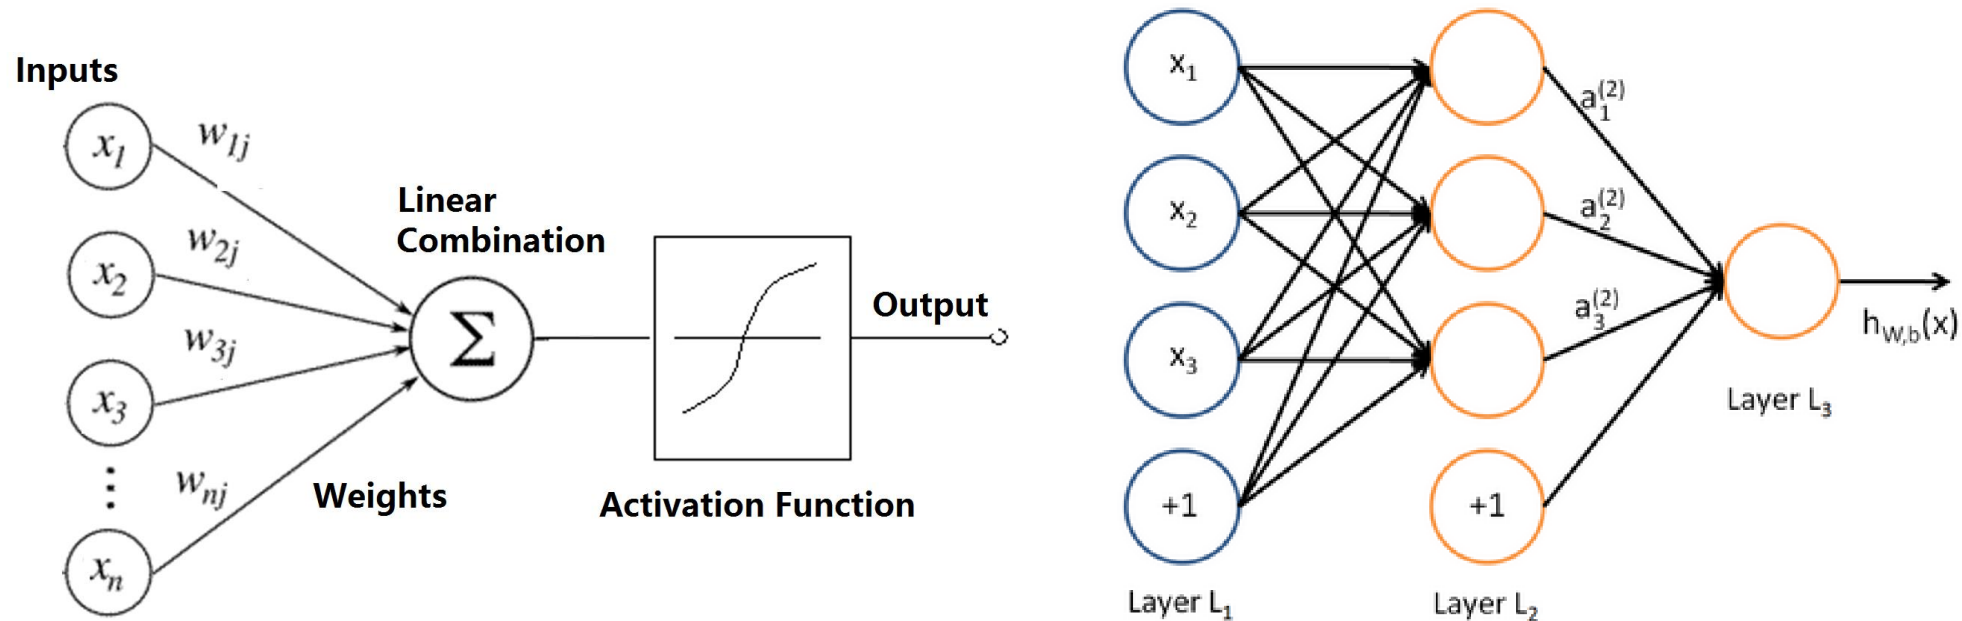 Inputs
x1
w1j
x2
w2j
x3
w3j
⋮
xn
wnj
Weights
Linear
Combination
Σ
Activation Function
Output
x1
x2
x3
+1
Layer L1
a1(2)
a2(2)
a3(2)
+1
Layer L2
Layer L3
hW,b(x)